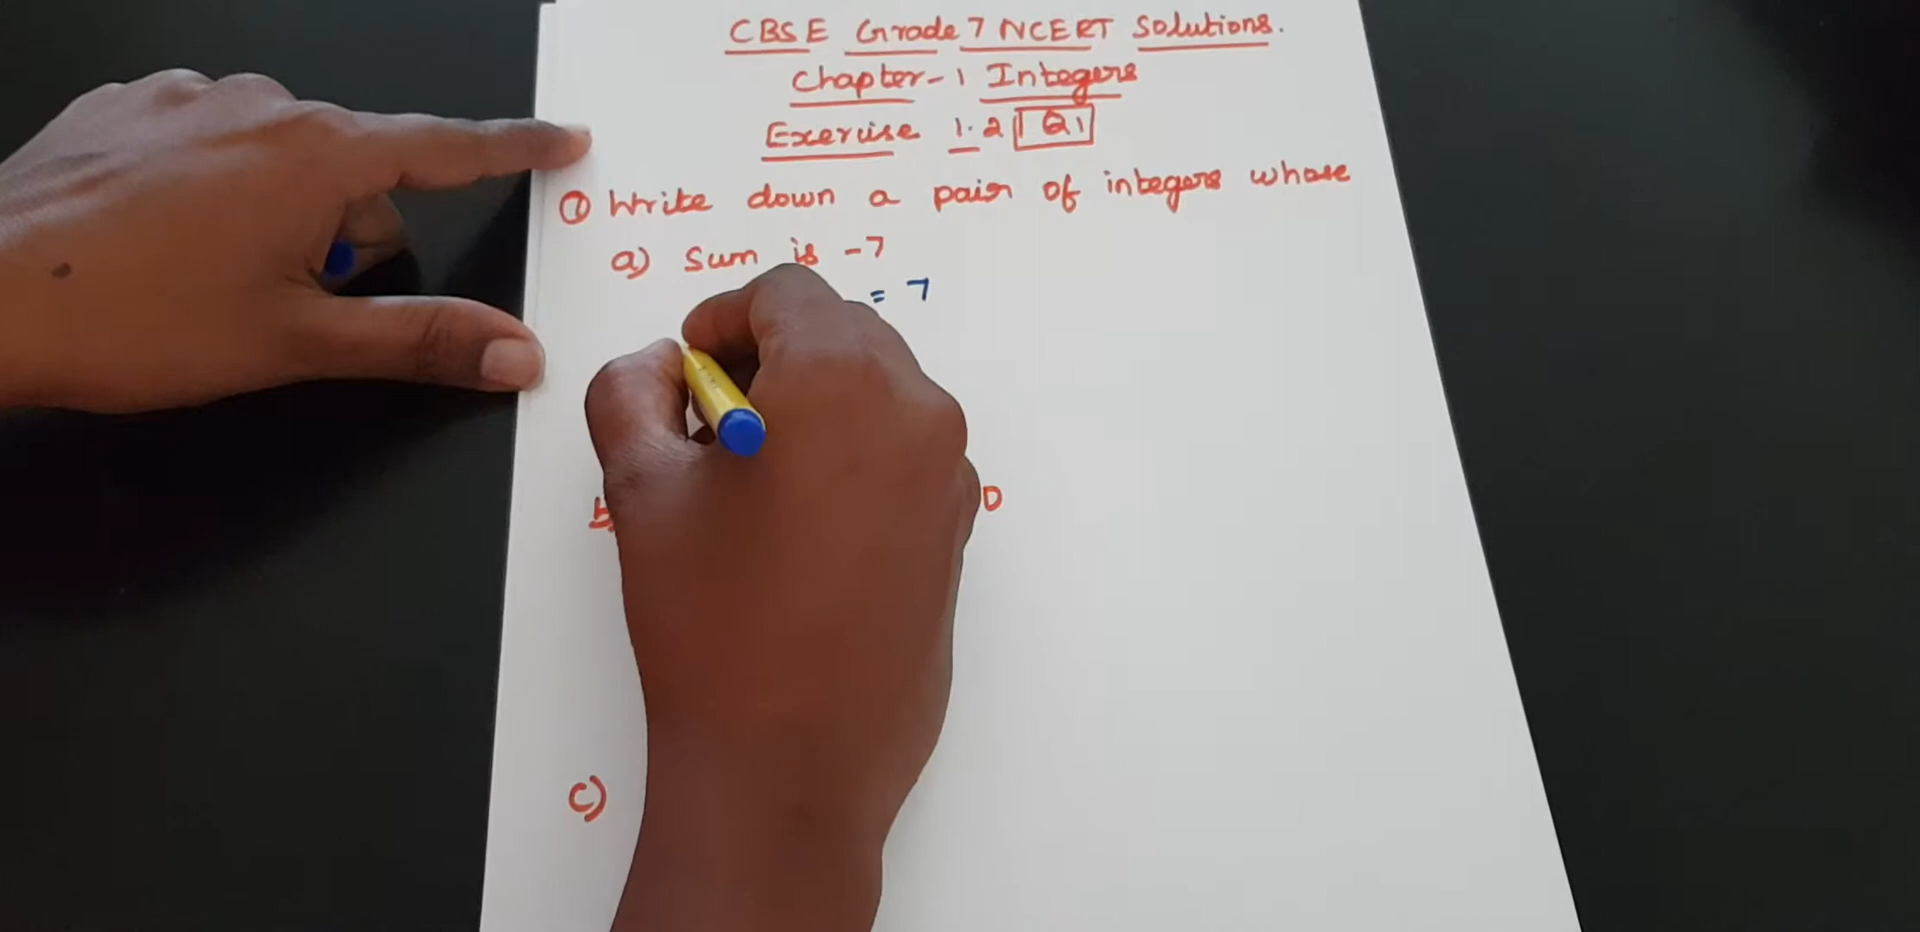 CBSE Grade 7 NCERT Solutions.
Chapter-1 Integers
Exercise 1.2 Q1
① Write down a pair of integers whose
a) Sum is -7
= 7
c)